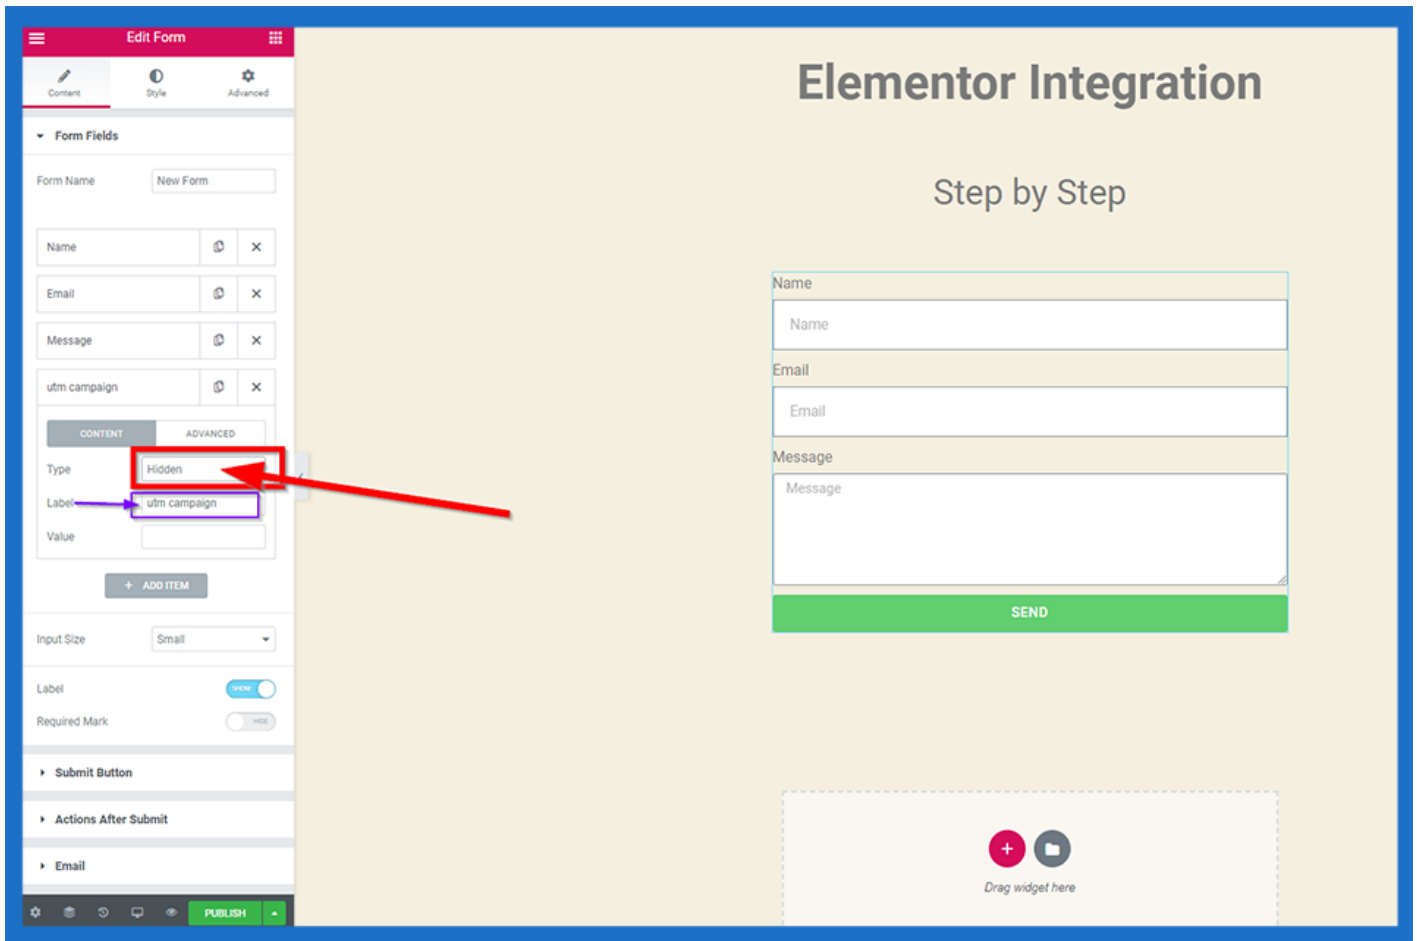 Edit Form
Content
Style
Advanced
Form Fields
Form Name
New Form
Name
Email
Message
utm campaign
CONTENT
ADVANCED
Type
Hidden
Label
utm campaign
Value
+ ADD ITEM
Input Size
Small
Label
SHOW
Required Mark
HIDE
Submit Button
Actions After Submit
Email
PUBLISH
Elementor Integration
Step by Step
Name
Name
Email
Email
Message
Message
SEND
Drag widget here